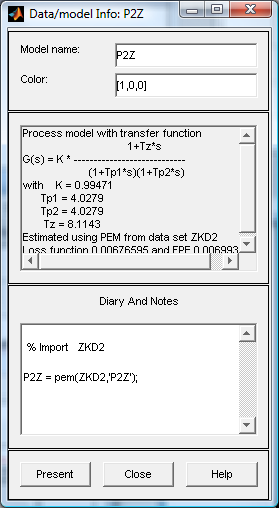 Data/model Info: P2Z
Model name:
P2Z
Color:
[1,0,0]
Process model with transfer function
1+Tz*s
G(s) = K * ----------------------------
(1+Tp1*s)(1+Tp2*s)
with K = 0.99471
Tp1 = 4.0279
Tp2 = 4.0279
Tz = 8.1143
Estimated using PEM from data set ZKD2
Loss function 0.00676595 and FPE 0.006993
Diary And Notes
% Import ZKD2
P2Z = pem(ZKD2,'P2Z');
Present Close Help